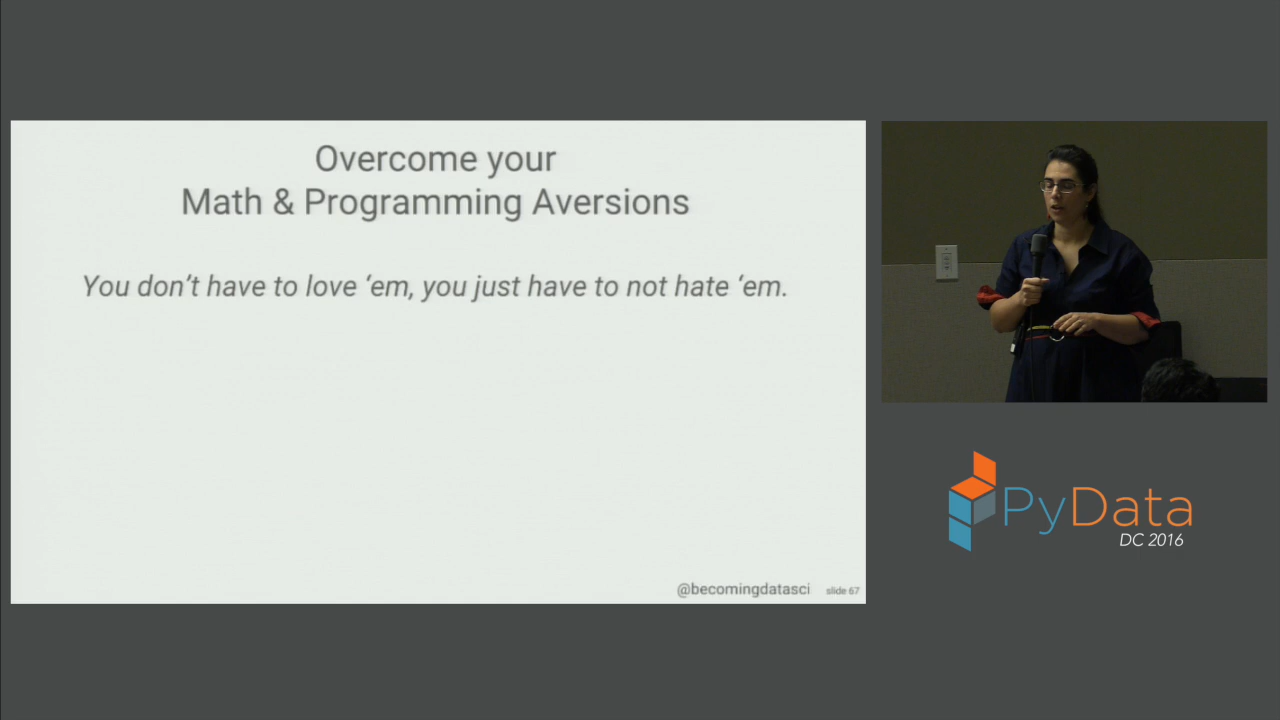 Overcome your
Math & Programming Aversions
You don't have to love ‘em, you just have to not hate ‘em.
@becomingdatasci slide 67
PyData
DC 2016